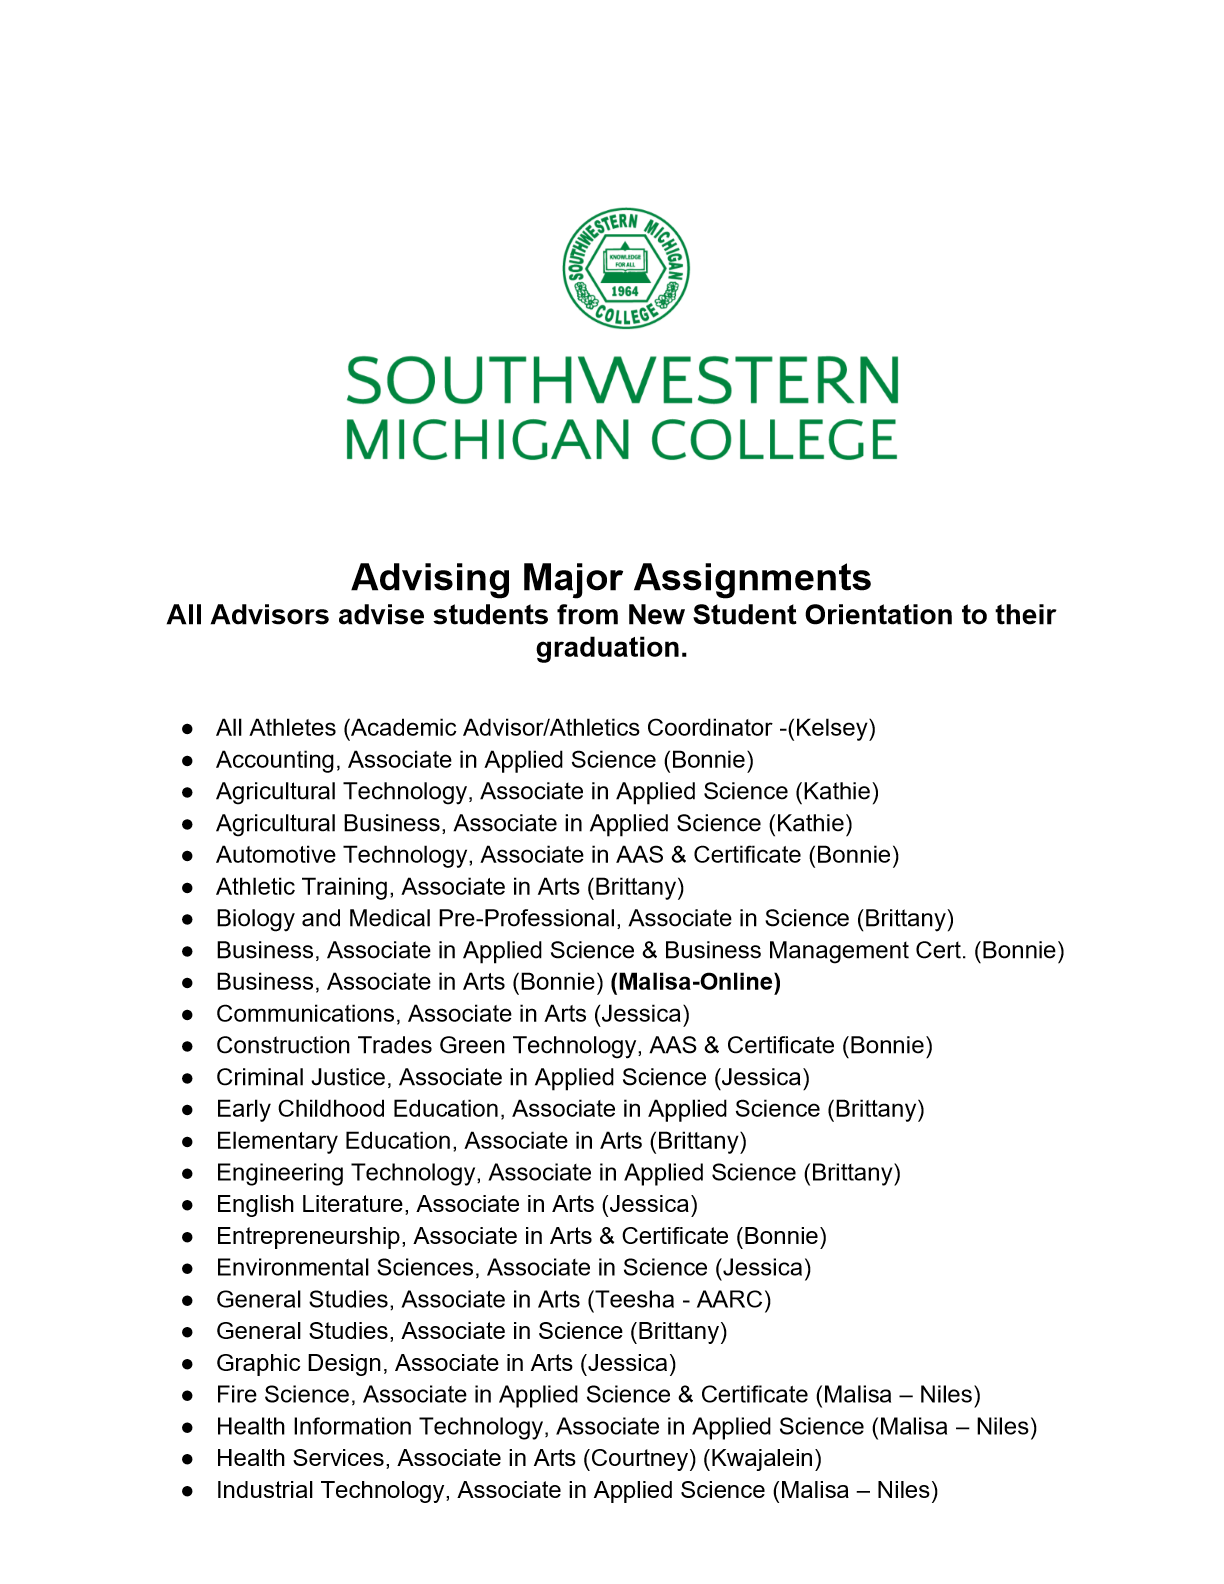 SOUTHWESTERN MICHIGAN
KNOWLEDGE
FOR ALL
1964
COLLEGE
SOUTHWESTERN
MICHIGAN COLLEGE
Advising Major Assignments
All Advisors advise students from New Student Orientation to their
graduation.
● All Athletes (Academic Advisor/Athletics Coordinator -(Kelsey)
● Accounting, Associate in Applied Science (Bonnie)
● Agricultural Technology, Associate in Applied Science (Kathie)
● Agricultural Business, Associate in Applied Science (Kathie)
● Automotive Technology, Associate in AAS & Certificate (Bonnie)
● Athletic Training, Associate in Arts (Brittany)
● Biology and Medical Pre-Professional, Associate in Science (Brittany)
● Business, Associate in Applied Science & Business Management Cert. (Bonnie)
● Business, Associate in Arts (Bonnie) (Malisa-Online)
● Communications, Associate in Arts (Jessica)
● Construction Trades Green Technology, AAS & Certificate (Bonnie)
● Criminal Justice, Associate in Applied Science (Jessica)
● Early Childhood Education, Associate in Applied Science (Brittany)
● Elementary Education, Associate in Arts (Brittany)
● Engineering Technology, Associate in Applied Science (Brittany)
● English Literature, Associate in Arts (Jessica)
● Entrepreneurship, Associate in Arts & Certificate (Bonnie)
● Environmental Sciences, Associate in Science (Jessica)
● General Studies, Associate in Arts (Teesha - AARC)
● General Studies, Associate in Science (Brittany)
● Graphic Design, Associate in Arts (Jessica)
● Fire Science, Associate in Applied Science & Certificate (Malisa – Niles)
● Health Information Technology, Associate in Applied Science (Malisa – Niles)
● Health Services, Associate in Arts (Courtney) (Kwajalein)
● Industrial Technology, Associate in Applied Science (Malisa – Niles)